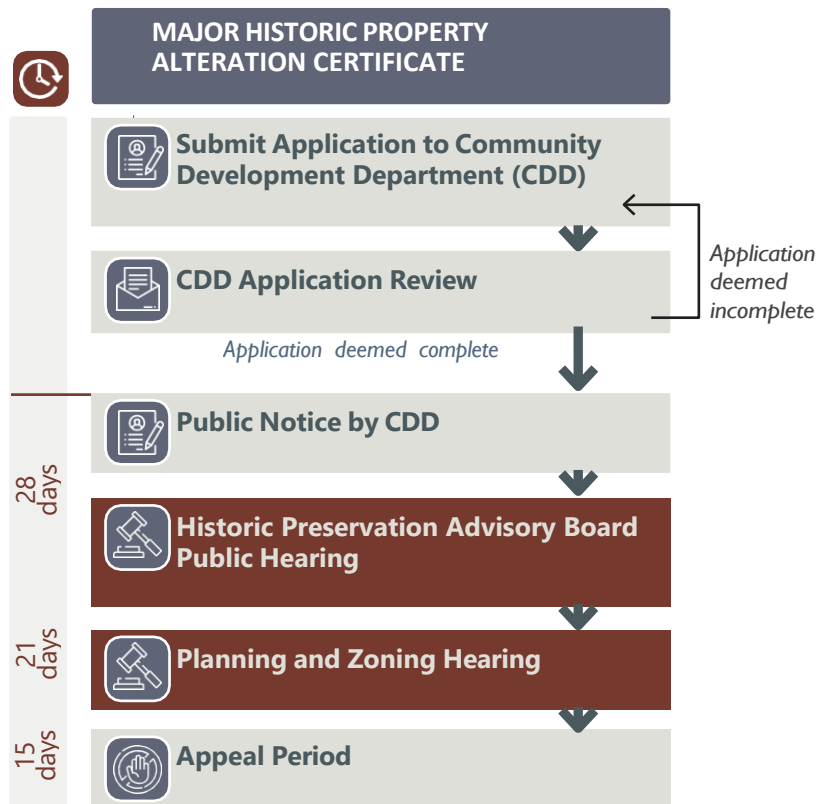 MAJOR HISTORIC PROPERTY
ALTERATION CERTIFICATE
Submit Application to Community
Development Department (CDD)
Application
deemed
incomplete
CDD Application Review
Application deemed complete
Public Notice by CDD
28
days
Historic Preservation Advisory Board
Public Hearing
21
days
Planning and Zoning Hearing
15
days
Appeal Period